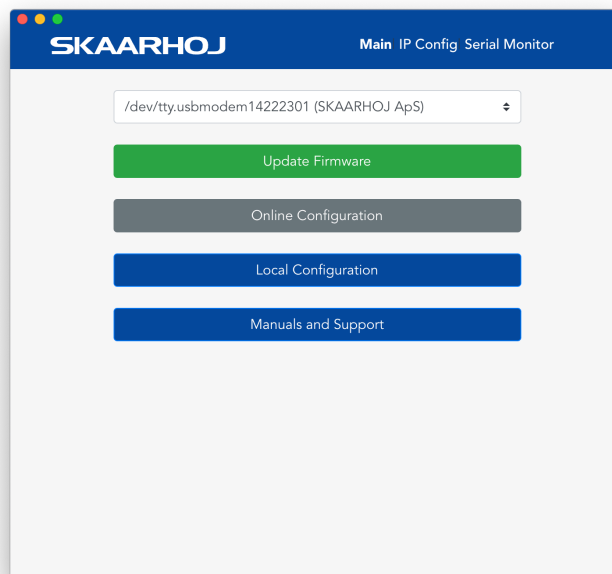 SKAARHOJ
Main IP Config Serial Monitor
/dev/tty.usbmodem14222301 (SKAARHOJ ApS)
Update Firmware
Online Configuration
Local Configuration
Manuals and Support